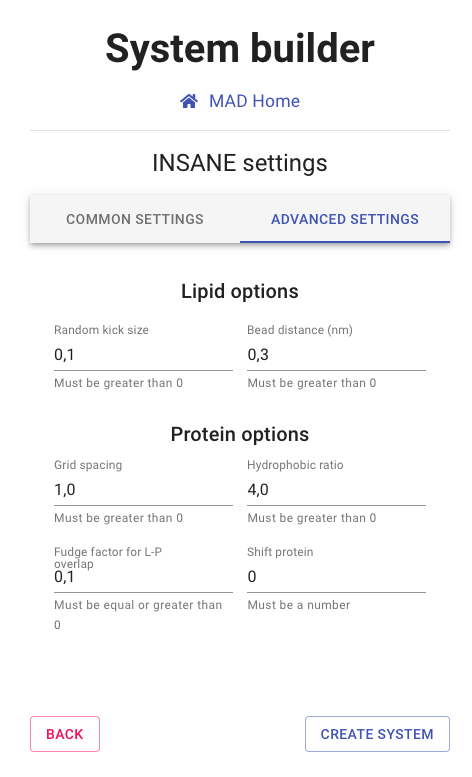 System builder
MAD Home
INSANE settings
COMMON SETTINGS
ADVANCED SETTINGS
Lipid options
Random kick size
Bead distance (nm)
0,1
0,3
Must be greater than 0
Must be greater than 0
Protein options
Grid spacing
Hydrophobic ratio
1,0
4,0
Must be greater than 0
Must be greater than 0
Fudge factor for L-P
overlap
Shift protein
0,1
0
Must be equal or greater than
0
Must be a number
BACK
CREATE SYSTEM